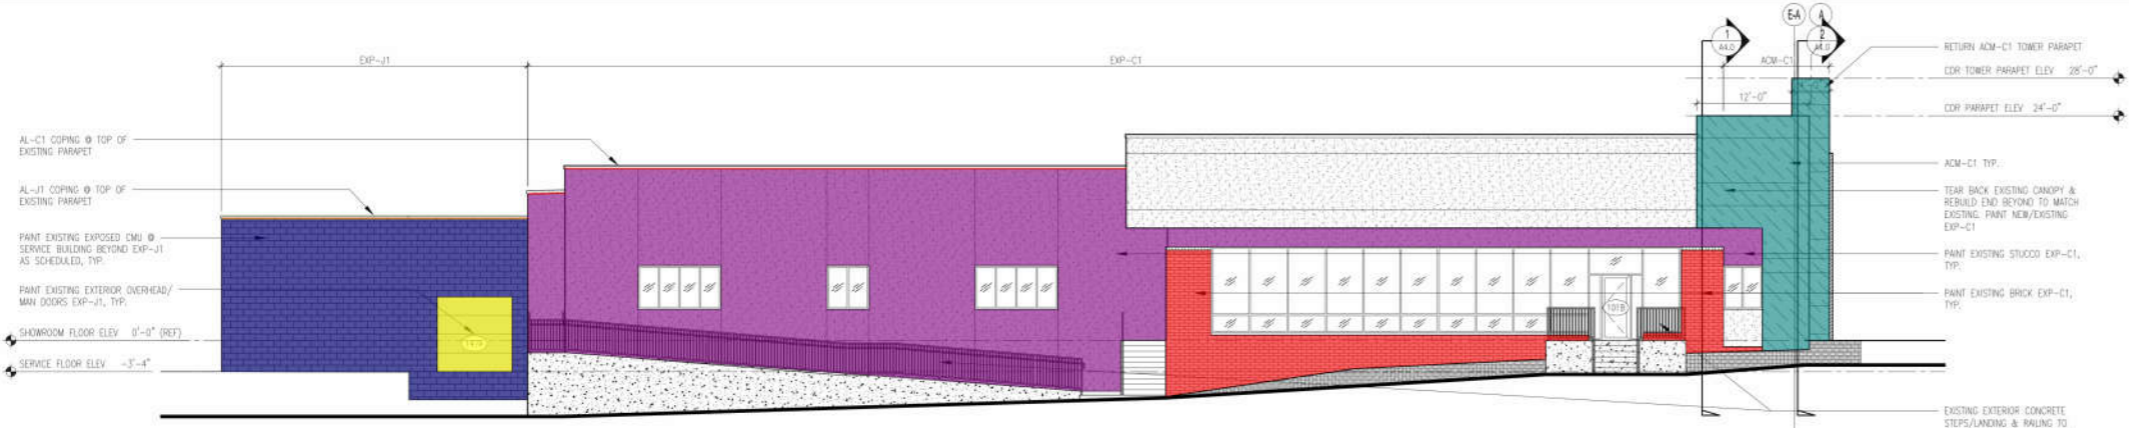 EXP-J1
EXP-C1
ACM-C1
E-A
A
1
A4.0
2
A4.0
12'-0"
AL-C1 COPING @ TOP OF
EXISTING PARAPET
AL-J1 COPING @ TOP OF
EXISTING PARAPET
PAINT EXISTING EXPOSED CMU @
SERVICE BUILDING BEYOND EXP-J1
AS SCHEDULED, TYP.
PAINT EXISTING EXTERIOR OVERHEAD/
MAN DOORS EXP-J1, TYP.
SHOWROOM FLOOR ELEV 0'-0" (REF)
SERVICE FLOOR ELEV -3'-4"
101B
RETURN ACM-C1 TOWER PARAPET
CDR TOWER PARAPET ELEV 28'-0"
CDR PARAPET ELEV 24'-0"
ACM-C1 TYP.
TEAR BACK EXISTING CANOPY &
REBUILD END BEYOND TO MATCH
EXISTING. PAINT NEW/EXISTING
EXP-C1
PAINT EXISTING STUCCO EXP-C1,
TYP.
PAINT EXISTING BRICK EXP-C1,
TYP.
EXISTING EXTERIOR CONCRETE
STEPS/LANDING & RAILING TO